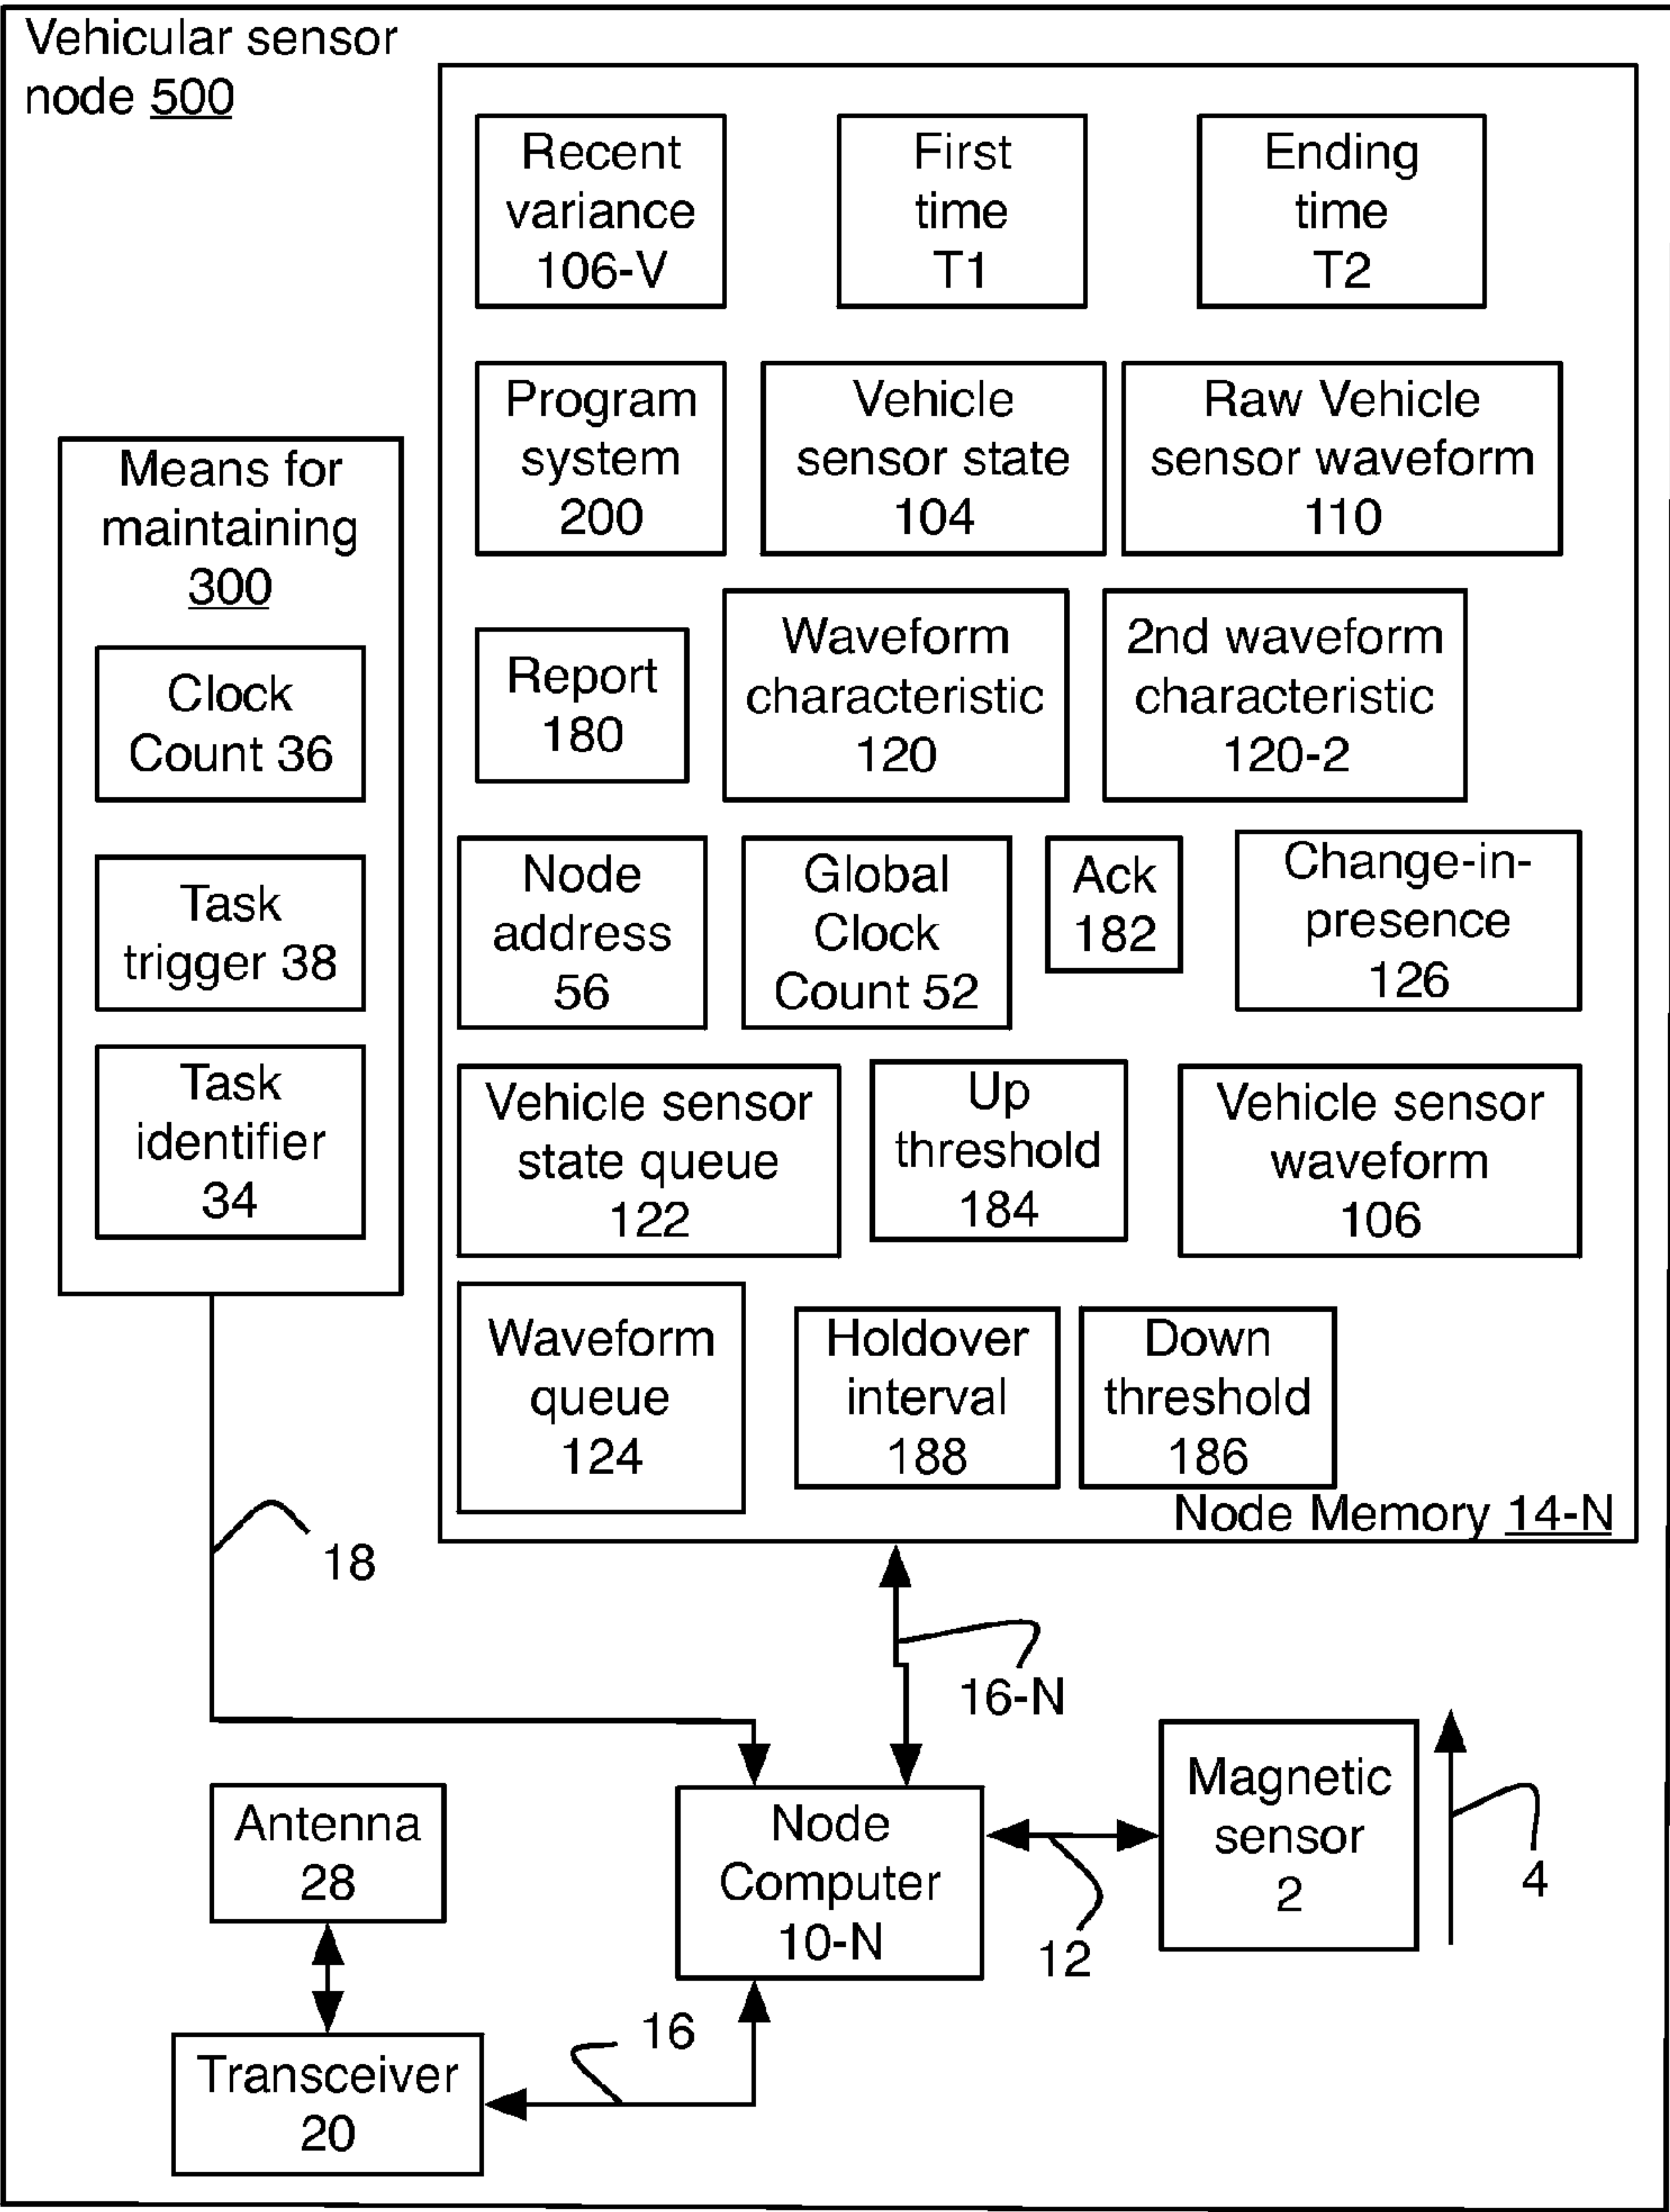 Vehicular sensor
node 500
Recent
variance
106-V
First
time
T1
Ending
time
T2
Program
system
200
Vehicle
sensor state
104
Raw Vehicle
sensor waveform
110
Means for
maintaining
300
Clock
Count 36
Task
trigger 38
Task
identifier
34
Report
180
Waveform
characteristic
120
2nd waveform
characteristic
120-2
Node
address
56
Global
Clock
Count 52
Ack
182
Change-in-
presence
126
Vehicle sensor
state queue
122
Up
threshold
184
Vehicle sensor
waveform
106
Waveform
queue
124
Holdover
interval
188
Down
threshold
186
Node Memory 14-N
18
16-N
Antenna
28
Node
Computer
10-N
Magnetic
sensor
2
4
12
16
Transceiver
20